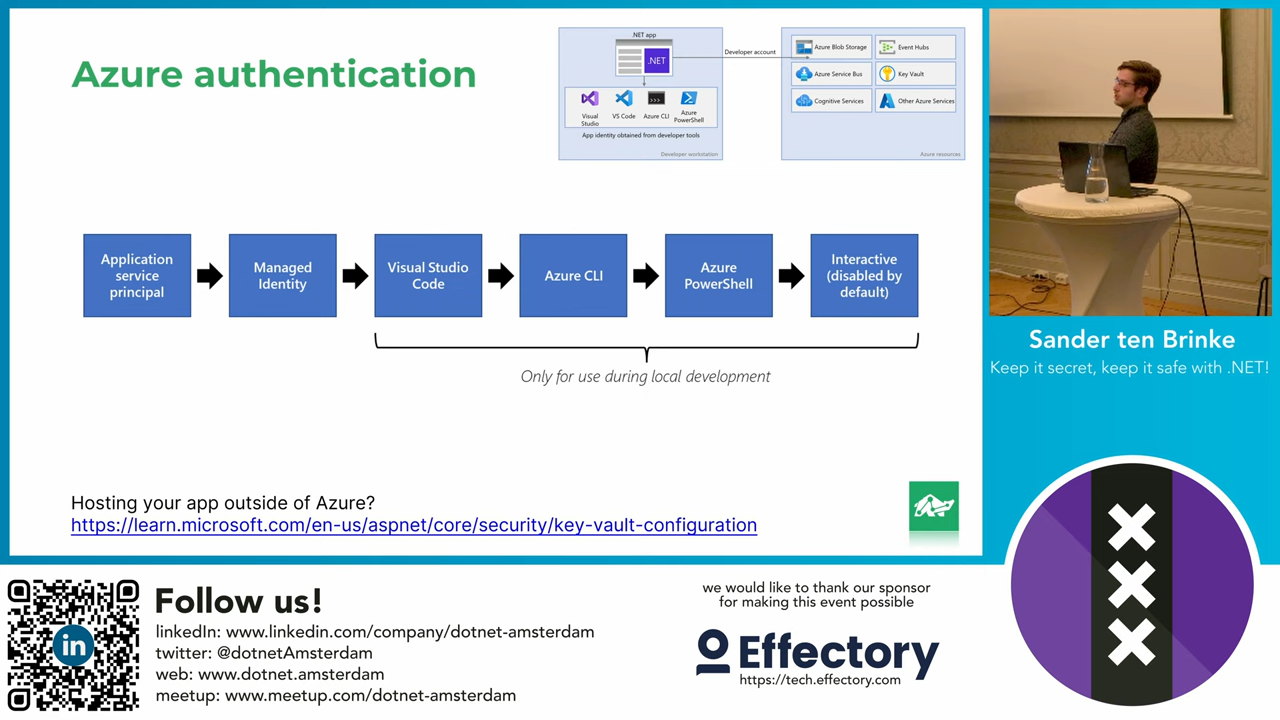 Azure authentication
.NET app
.NET
Visual
Studio
VS Code
Azure CLI
Azure
PowerShell
App identity obtained from developer tools
Developer workstation
Developer account
Azure Blob Storage
Event Hubs
Azure Service Bus
Key Vault
Cognitive Services
Other Azure Services
Azure resources
Application
service
principal
Managed
Identity
Visual Studio
Code
Azure CLI
Azure
PowerShell
Interactive
(disabled by
default)
Only for use during local development
Hosting your app outside of Azure?
https://learn.microsoft.com/en-us/aspnet/core/security/key-vault-configuration
Sander ten Brinke
Keep it secret, keep it safe with .NET!
in
Follow us!
linkedIn: www.linkedin.com/company/dotnet-amsterdam
twitter: @dotnetAmsterdam
web: www.dotnet.amsterdam
meetup: www.meetup.com/dotnet-amsterdam
we would like to thank our sponsor
for making this event possible
Effectory
https://tech.effectory.com